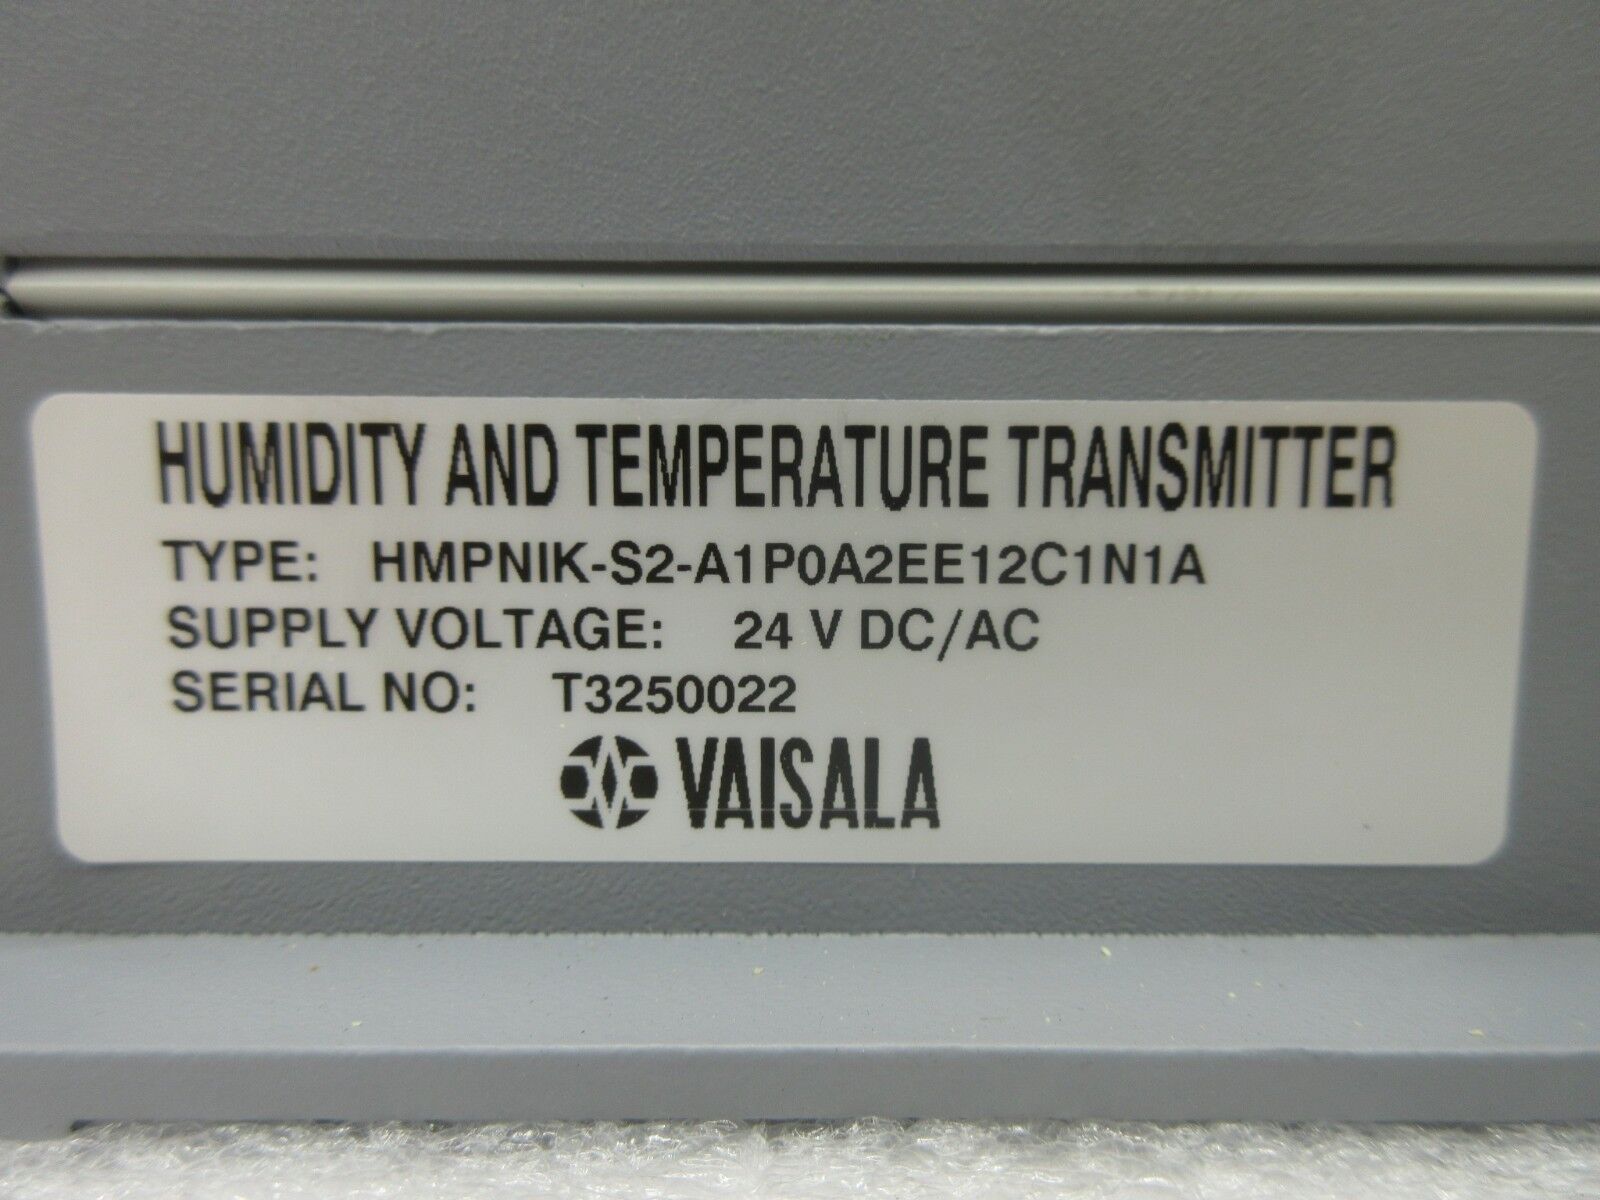 HUMIDITY AND TEMPERATURE TRANSMITTER
TYPE: HMPNIK-S2-A1P0A2EE12C1N1A
SUPPLY VOLTAGE: 24 V DC/AC
SERIAL NO: T3250022
VAISALA